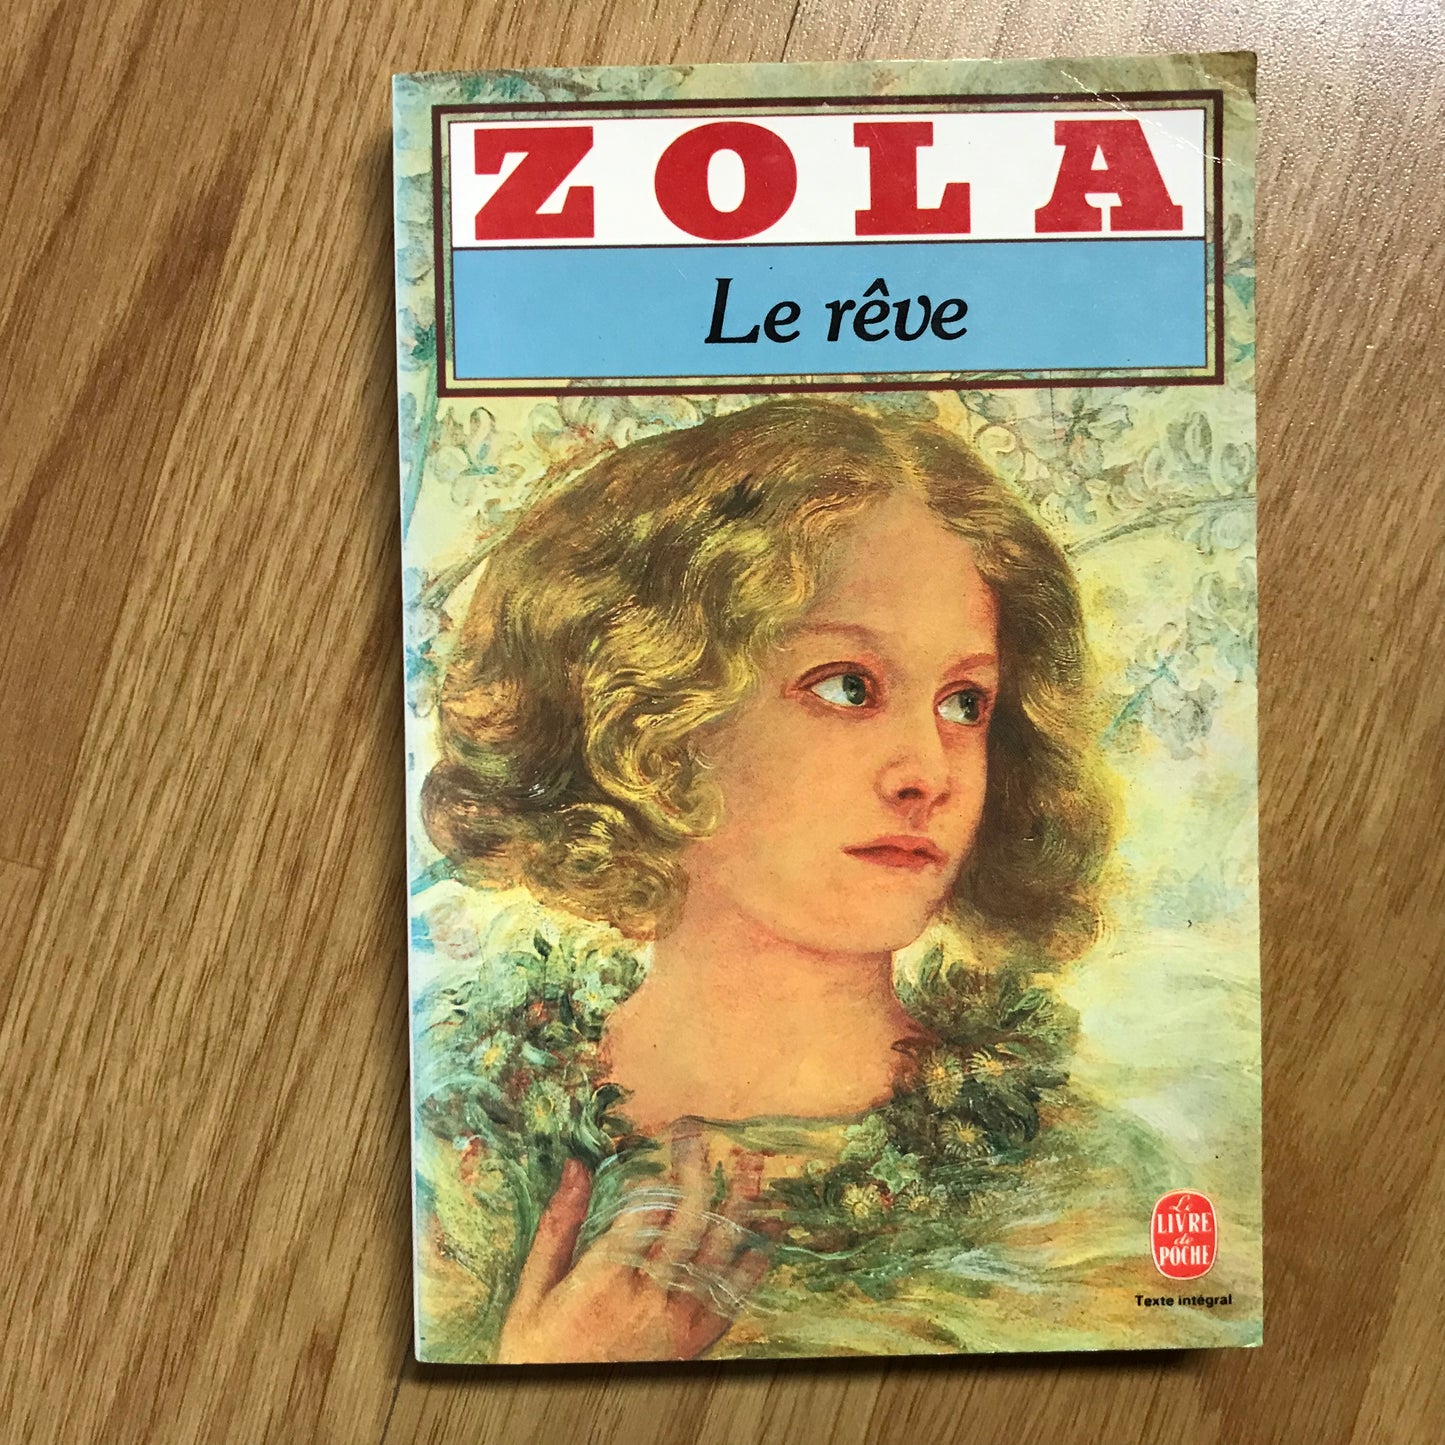 ZOLA
Le rêve
Le
LIVRE
de
POCHE
Texte intégral